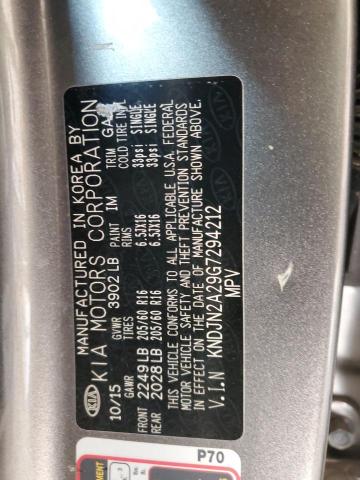 MANUFACTURED IN KOREA BY
KIA KIA MOTORS CORPORATION
10/15 GVWR 3902LB PAINT IM TRIM
GAWR TIRES RIMS COLD TIRE INFL
FRONT 2249LB 205/60 R16 6.5JX16 33psi SINGLE
REAR 2028LB 205/60 R16 6.5JX16 33psi SINGLE
THIS VEHICLE CONFORMS TO ALL APPLICABLE U.S.A. FEDERAL
MOTOR VEHICLE SAFETY AND THEFT PREVENTION STANDARDS
IN EFFECT ON THE DATE OF MANUFACTURE SHOWN ABOVE.
V.I.N KNDJN2A29G7294212
MPV
P70